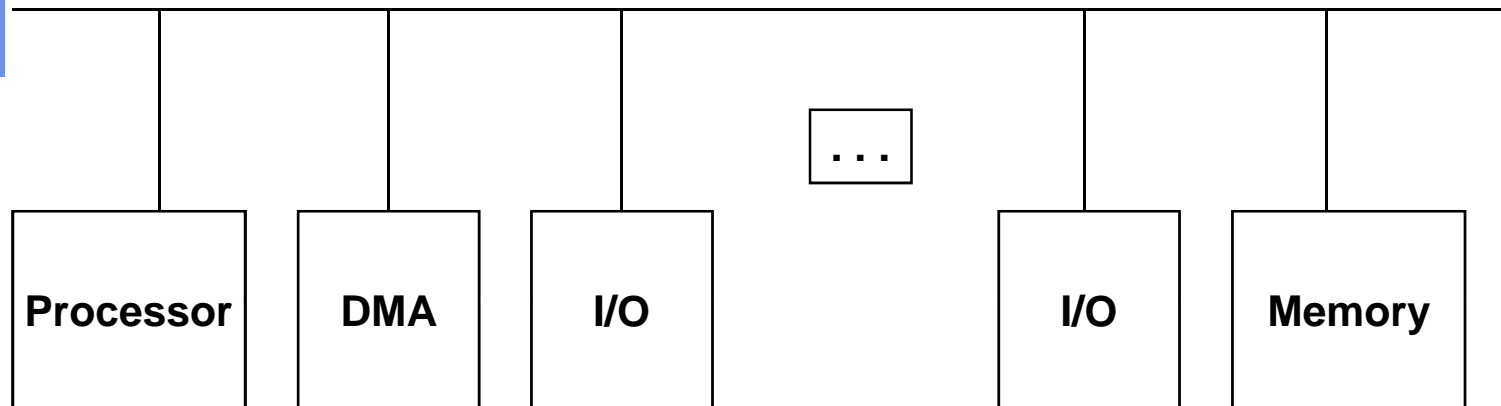 . . .
Processor
DMA
I/O
I/O
Memory